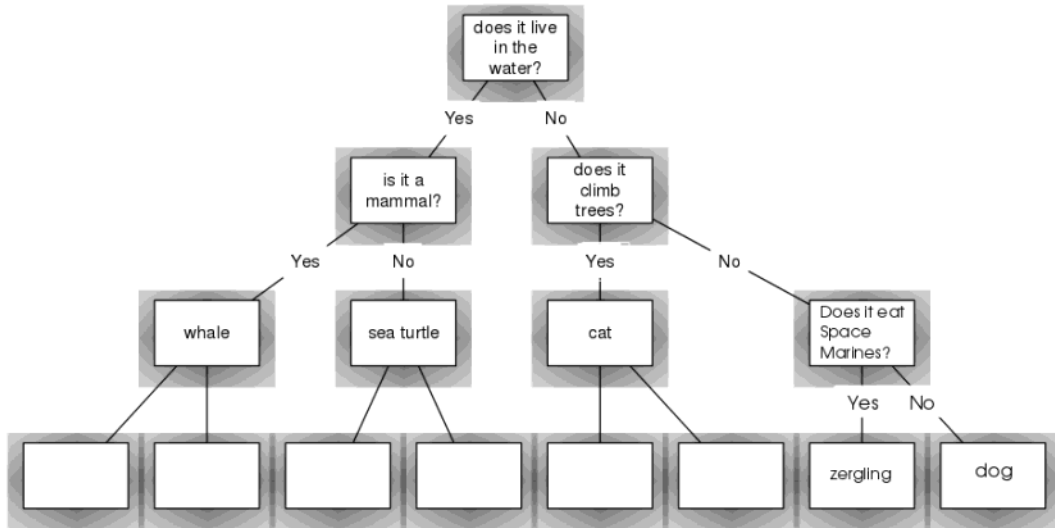 does it live
in the
water?
Yes
No
is it a
mammal?
does it
climb
trees?
Yes
No
Yes
No
whale
sea turtle
cat
Does it eat
Space
Marines?
Yes
No
zergling
dog